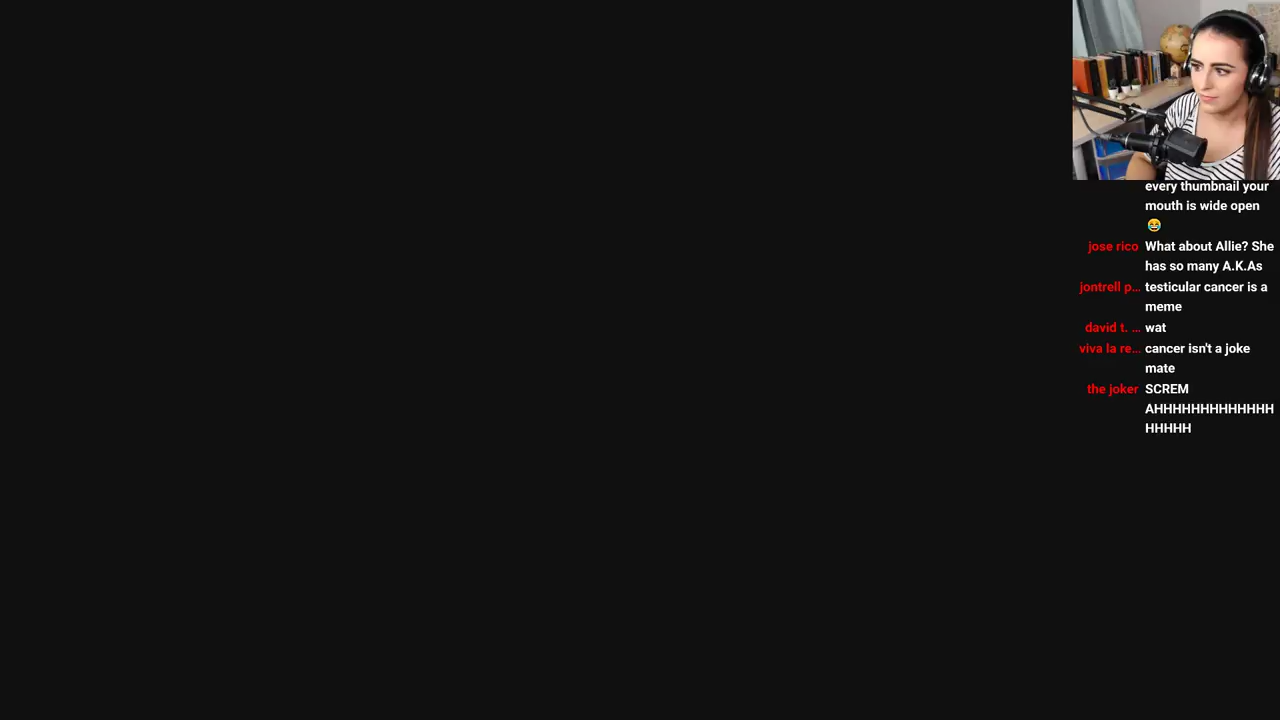 every thumbnail your
mouth is wide open
😂
jose rico What about Allie? She
has so many A.K.As
jontrell p... testicular cancer is a
meme
david t. ... wat
viva la re... cancer isn't a joke
mate
the joker SCREM
AHHHHHHHHHHHHH
HHHHH